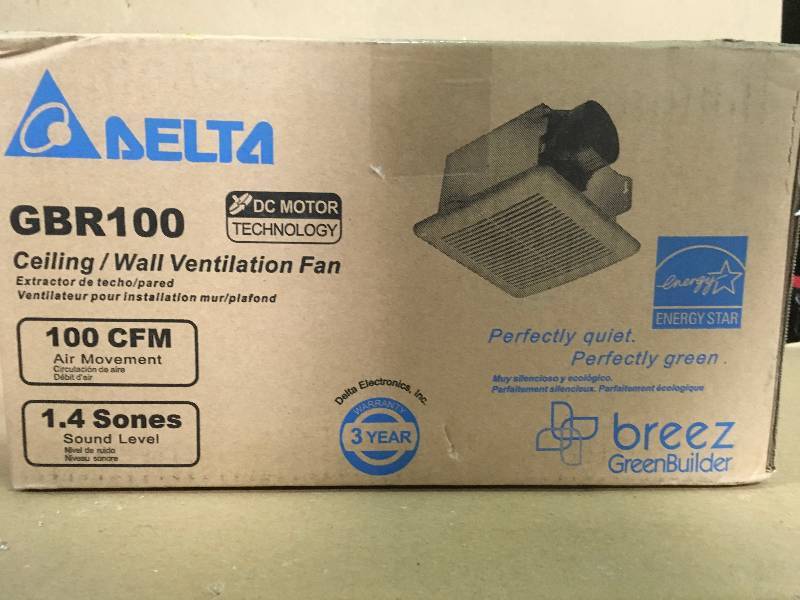 DELTA
GBR100
DC MOTOR
TECHNOLOGY
Ceiling / Wall Ventilation Fan
Extractor de techo/pared
Ventilateur pour installation mur/plafond
100 CFM
Air Movement
Circulación de aire
Débit d'air
1.4 Sones
Sound Level
Nivel de ruido
Niveau sonore
Delta Electronics, Inc.
WARRANTY
3 YEAR
energy
ENERGY STAR
Perfectly quiet.
Perfectly green.
Muy silencioso y ecológico.
Parfaitement silencieux. Parfaitement écologique
breez
GreenBuilder